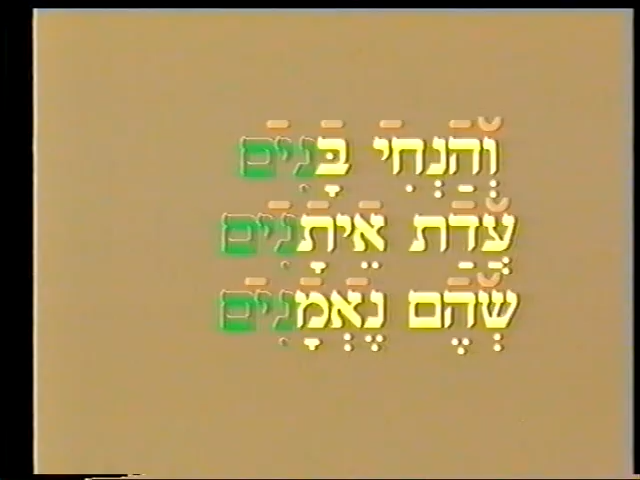 וְהַנְחִי בָּנִים
עֲדַת אֵיתָנִים
שְׁהֶם נֶאְמָנִים